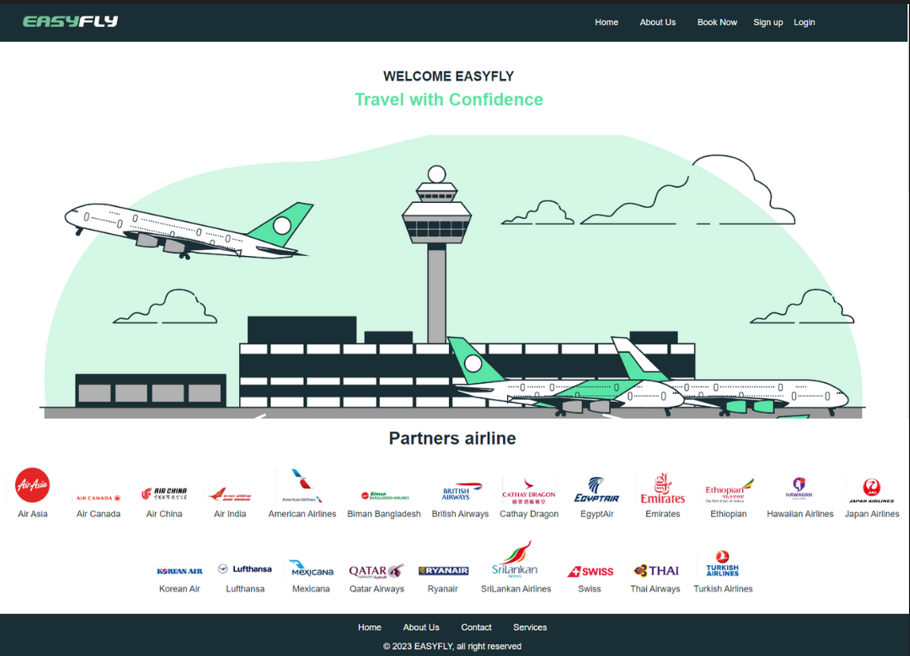 EASYFLY
Home About Us Book Now Sign up Login
WELCOME EASYFLY
Travel with Confidence
Partners airline
AirAsia
AIR CANADA
AIR CHINA
AIR INDIA
American Airlines
Biman
BANGLADESH AIRLINES
BRITISH AIRWAYS
CATHAY DRAGON
EGYPTAIR
Emirates
Ethiopian
HAWAIIAN
JAPAN AIRLINES
Air Asia Air Canada Air China Air India American Airlines Biman Bangladesh British Airways Cathay Dragon EgyptAir Emirates Ethiopian Hawaiian Airlines Japan Airlines
KOREAN AIR
Lufthansa
MEXICANA
QATAR
AIRWAYS
RYANAIR
SriLankan
Airlines
SWISS
THAI
TURKISH
AIRLINES
Korean Air Lufthansa Mexicana Qatar Airways Ryanair SriLankan Airlines Swiss Thai Airways Turkish Airlines
Home About Us Contact Services
© 2023 EASYFLY, all right reserved